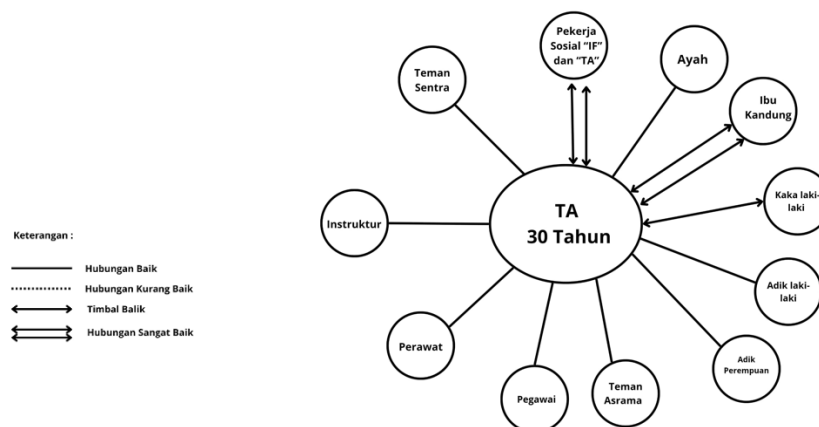 Pekerja
Sosial “IF”
dan “TA”
Ayah
Teman
Sentra
Ibu
Kandung
TA
30 Tahun
Kaka laki-
laki
Instruktur
Keterangan :
Hubungan Baik
Hubungan Kurang Baik
Timbal Balik
Hubungan Sangat Baik
Adik laki-
laki
Perawat
Adik
Perempuan
Pegawai
Teman
Asrama